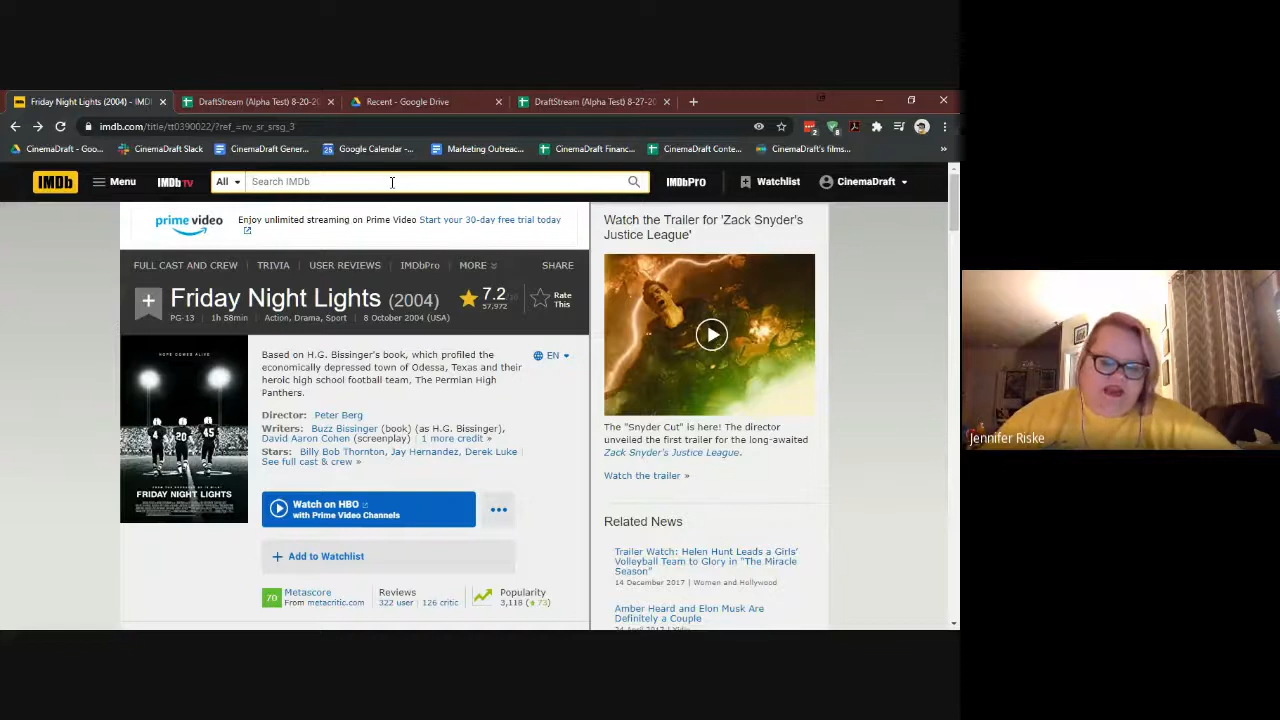 Friday Night Lights (2004) - IMD
DraftStream (Alpha Test) 8-20-20
Recent - Google Drive
DraftStream (Alpha Test) 8-27-20
imdb.com/title/tt0390022/?ref_=nv_sr_srsg_3
CinemaDraft - Goo...
CinemaDraft Slack
CinemaDraft Gener...
Google Calendar -...
Marketing Outreac...
CinemaDraft Financ...
CinemaDraft Conte...
CinemaDraft's films...
IMDb
Menu
IMDb TV
All
Search IMDb
IMDbPro
Watchlist
CinemaDraft
prime video
Enjoy unlimited streaming on Prime Video Start your 30-day free trial today
FULL CAST AND CREW
TRIVIA
USER REVIEWS
IMDbPro
MORE
SHARE
Friday Night Lights (2004)
7.2/10
57,972
Rate This
PG-13 | 1h 58min | Action, Drama, Sport | 8 October 2004 (USA)
HOPE COMES ALIVE
4 20 45
FRIDAY NIGHT LIGHTS
Based on H.G. Bissinger's book, which profiled the
economically depressed town of Odessa, Texas and their
heroic high school football team, The Permian High
Panthers.
EN
Director: Peter Berg
Writers: Buzz Bissinger (book) (as H.G. Bissinger),
David Aaron Cohen (screenplay) | 1 more credit »
Stars: Billy Bob Thornton, Jay Hernandez, Derek Luke |
See full cast & crew »
Watch on HBO
with Prime Video Channels
Add to Watchlist
70
Metascore
From metacritic.com
Reviews
322 user | 126 critic
Popularity
3,118 (73)
Watch the Trailer for 'Zack Snyder's
Justice League'
The "Snyder Cut" is here! The director
unveiled the first trailer for the long-awaited
Zack Snyder's Justice League.
Watch the trailer »
Related News
Trailer Watch: Helen Hunt Leads a Girls'
Volleyball Team to Glory in "The Miracle
Season"
14 December 2017 | Women and Hollywood
Amber Heard and Elon Musk Are
Definitely a Couple
Jennifer Riske